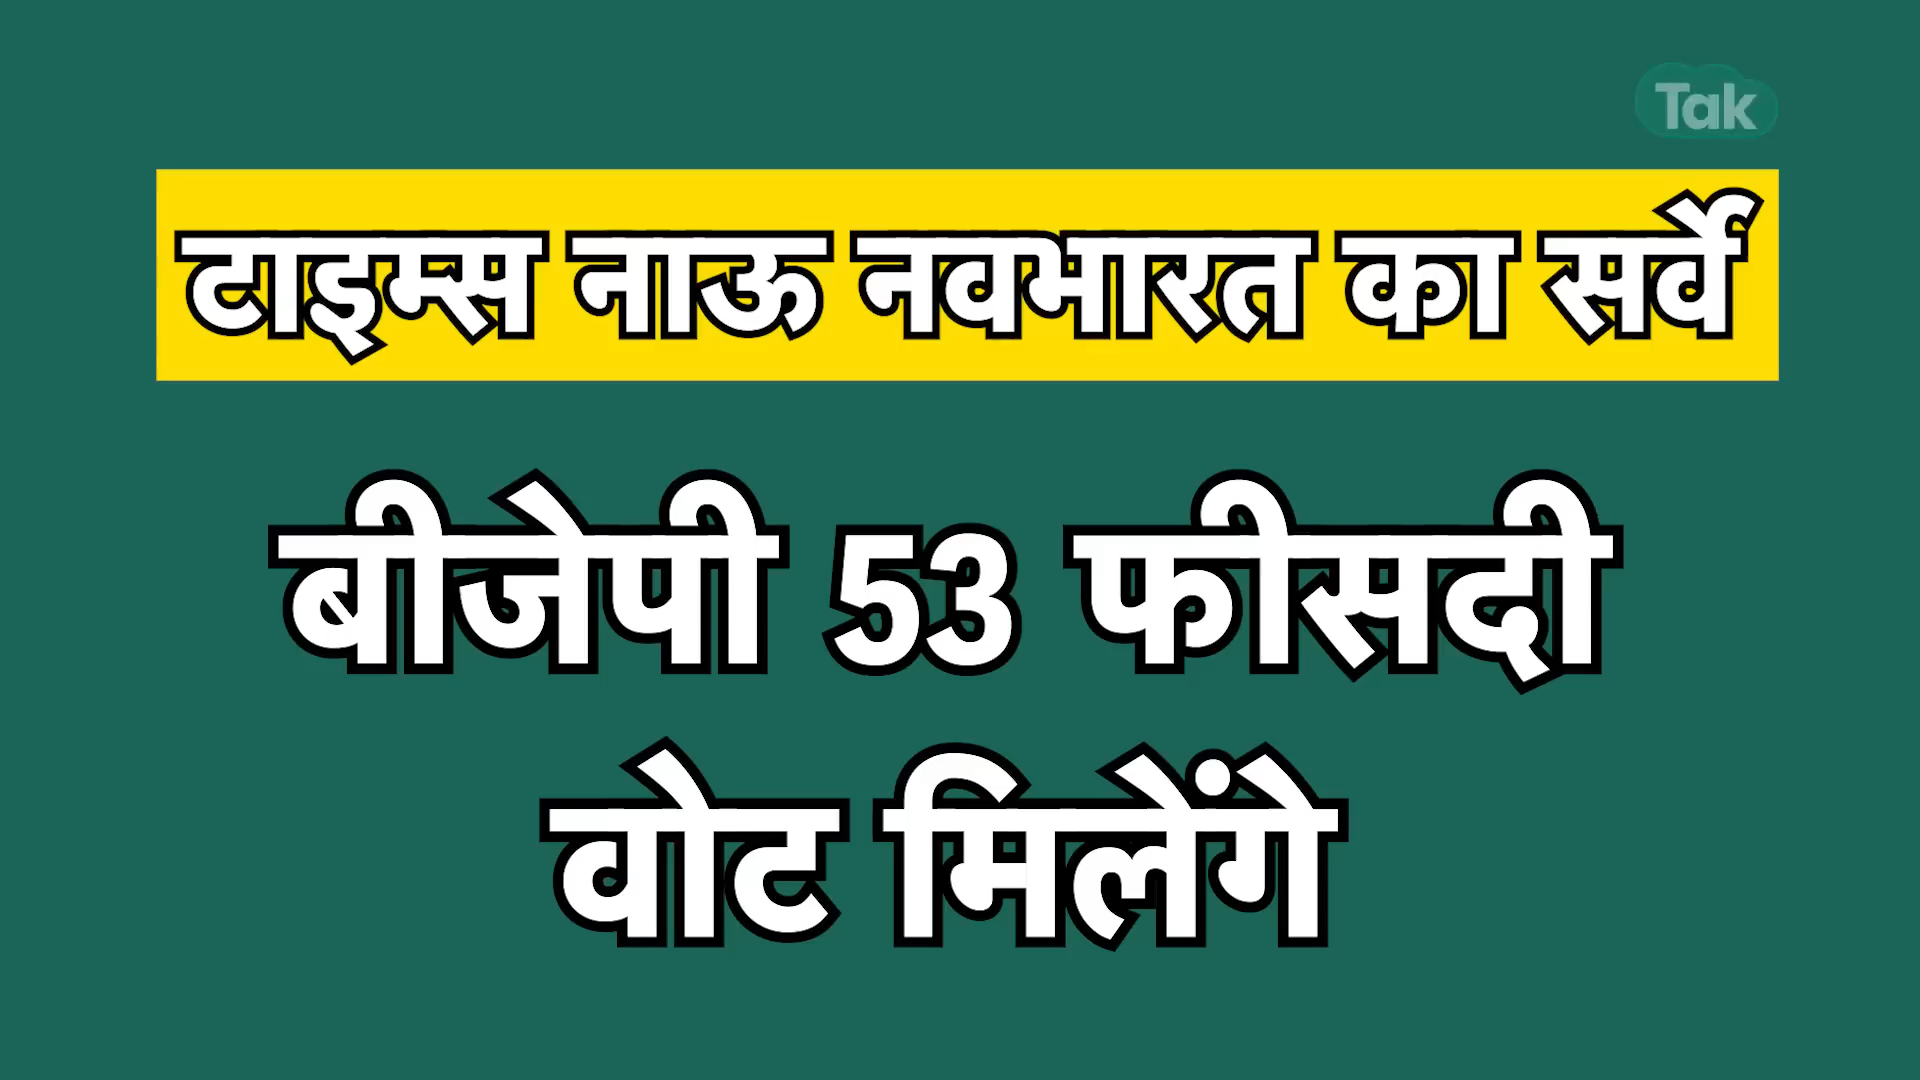 Tak
टाइम्स नाऊ नवभारत का सर्वे
बीजेपी 53 फीसदी
वोट मिलेंगे